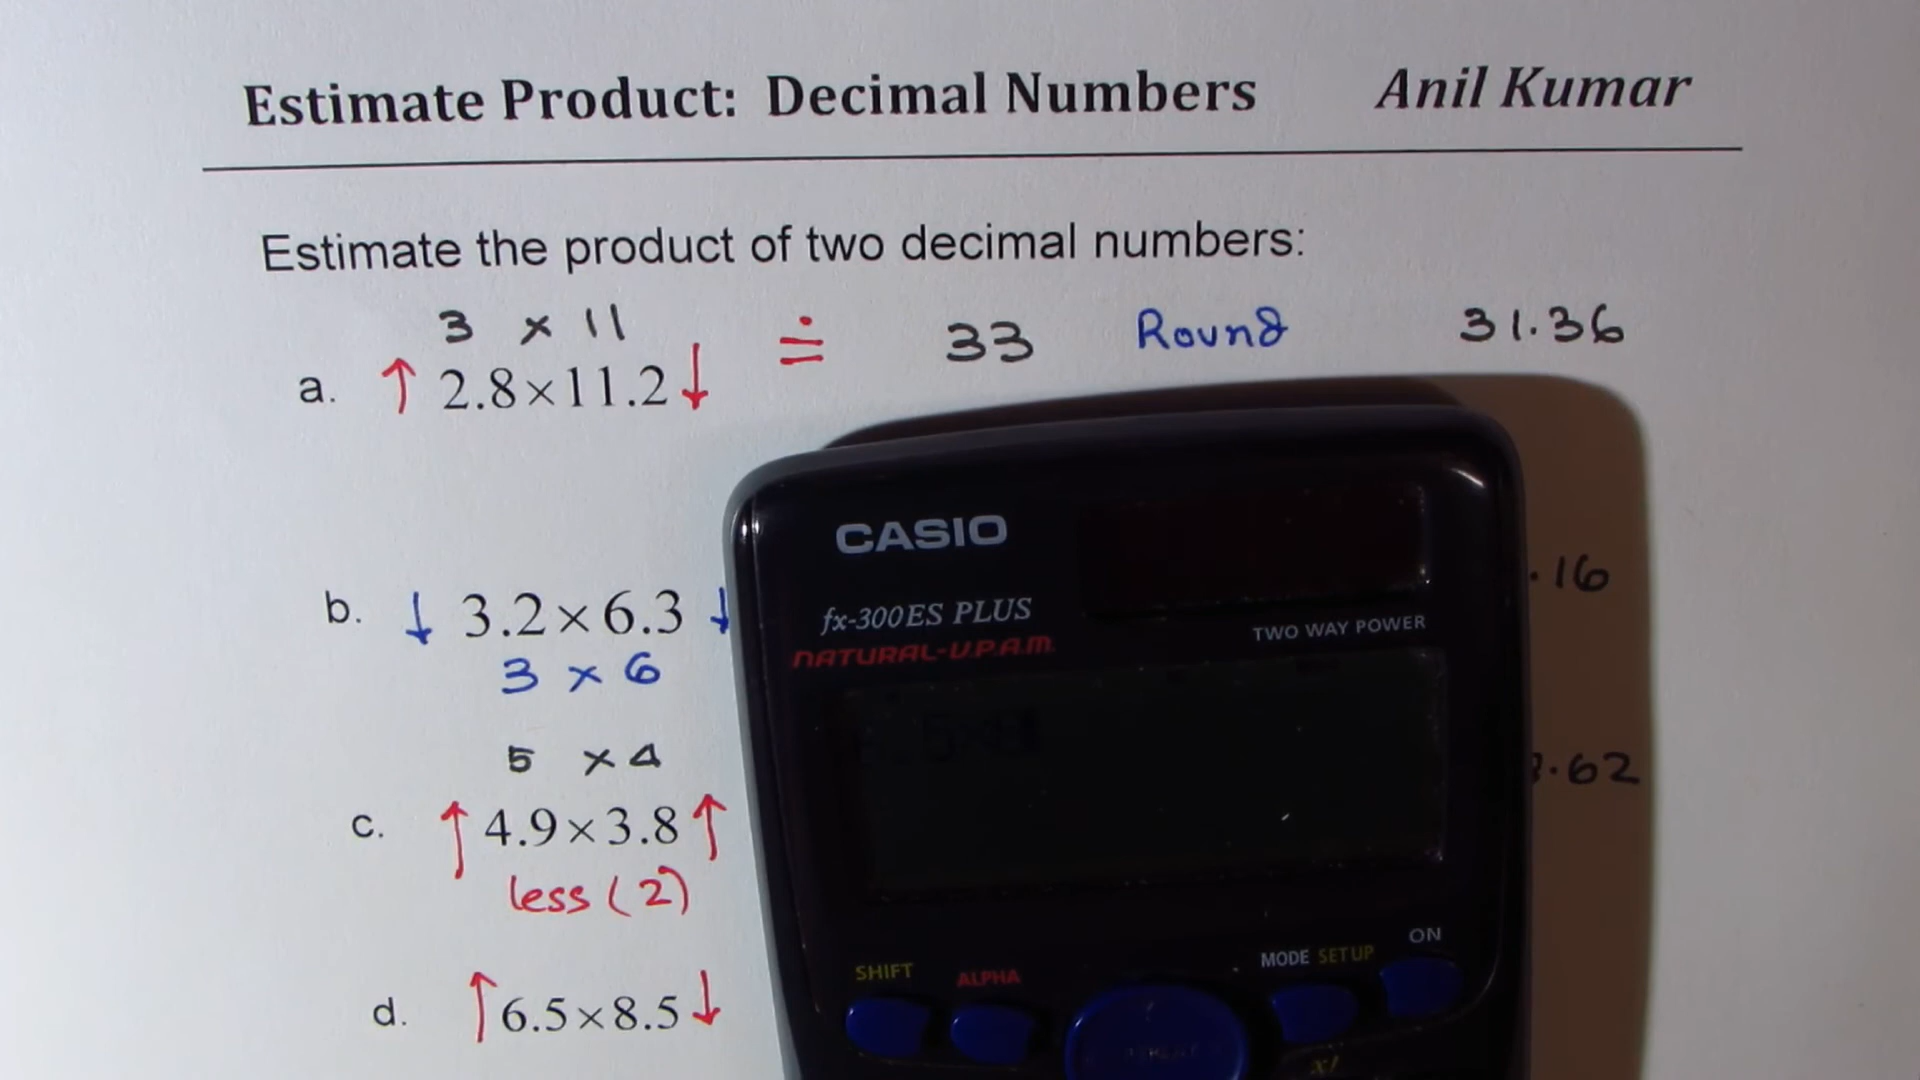 Estimate Product: Decimal Numbers Anil Kumar
Estimate the product of two decimal numbers:
3 × 11 ≐ 33 Round 31.36
a. ↑ 2.8×11.2 ↓
CASIO
fx-300ES PLUS
NATURAL-V.P.A.M.
TWO WAY POWER
.16
b. ↓ 3.2×6.3 ↓
3 × 6
5 × 4
.62
c. ↑ 4.9×3.8 ↑
less (2)
d. ↑ 6.5×8.5 ↓
SHIFT ALPHA MODE SETUP ON
x!